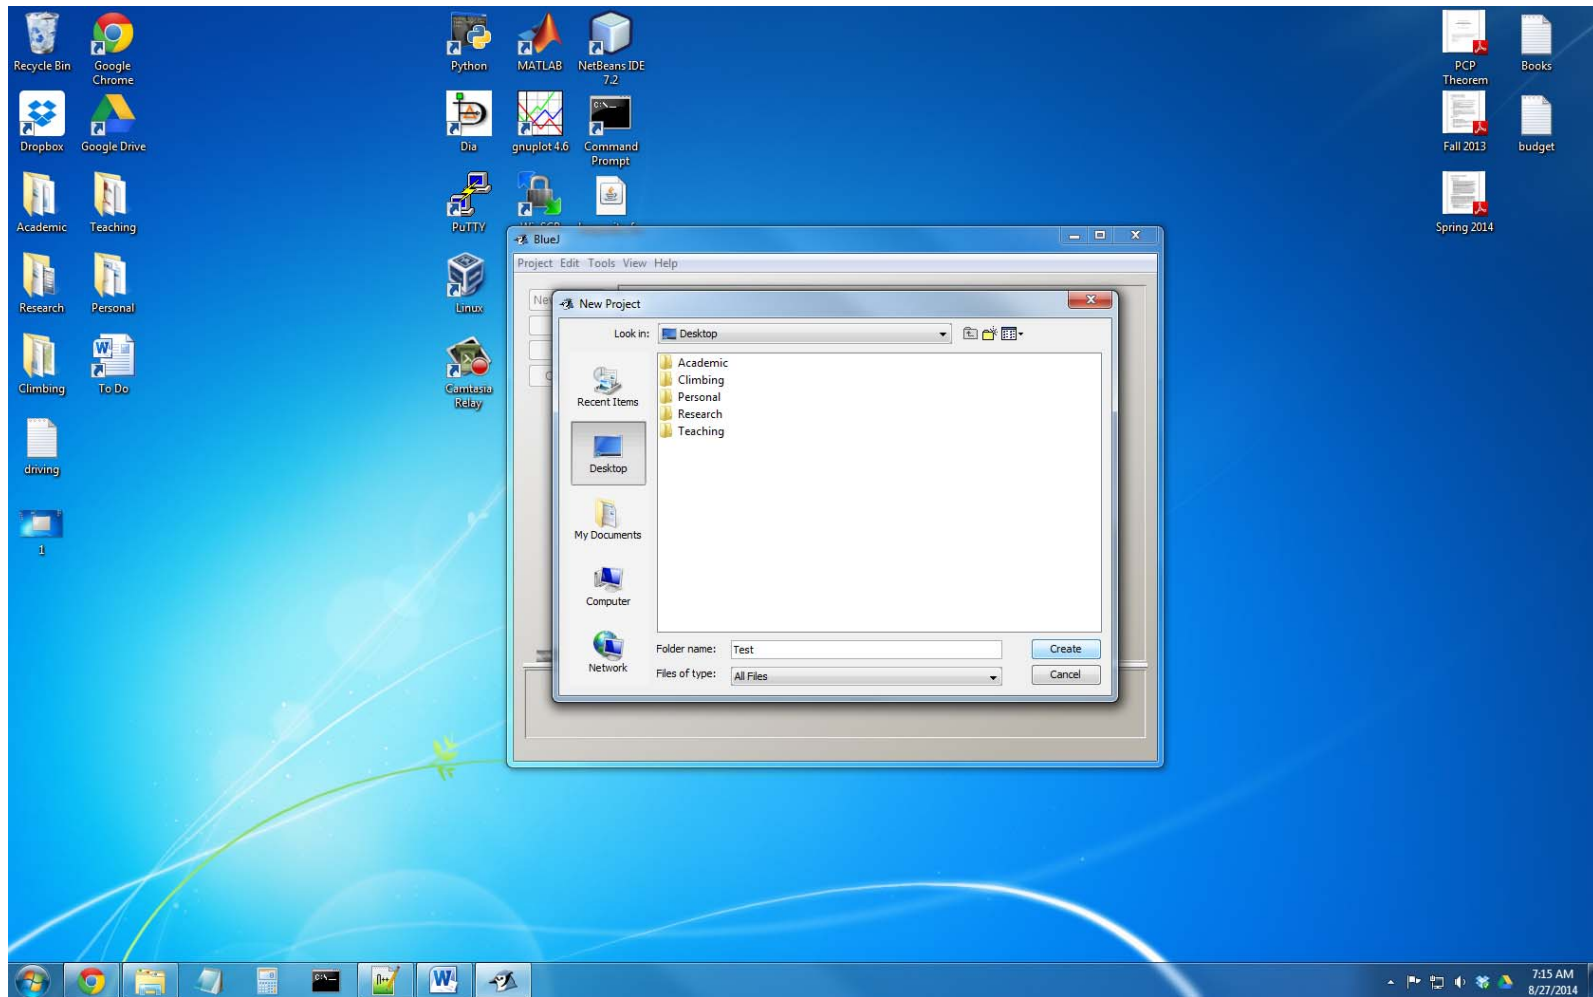 Recycle Bin
Google
Chrome
Python
MATLAB
NetBeans IDE
7.2
PCP
Theorem
Books
Dropbox
Google Drive
Dia
gnuplot 4.6
Command
Prompt
Fall 2013
budget
Academic
Teaching
PuTTY
Spring 2014
Research
Personal
Linux
Climbing
To Do
Camtasia
Relay
driving
1
BlueJ
Project Edit Tools View Help
New Project
Look in: Desktop
Academic
Climbing
Personal
Research
Teaching
Recent Items
Desktop
My Documents
Computer
Network
Folder name: Test
Create
Files of type: All Files
Cancel
7:15 AM
8/27/2014